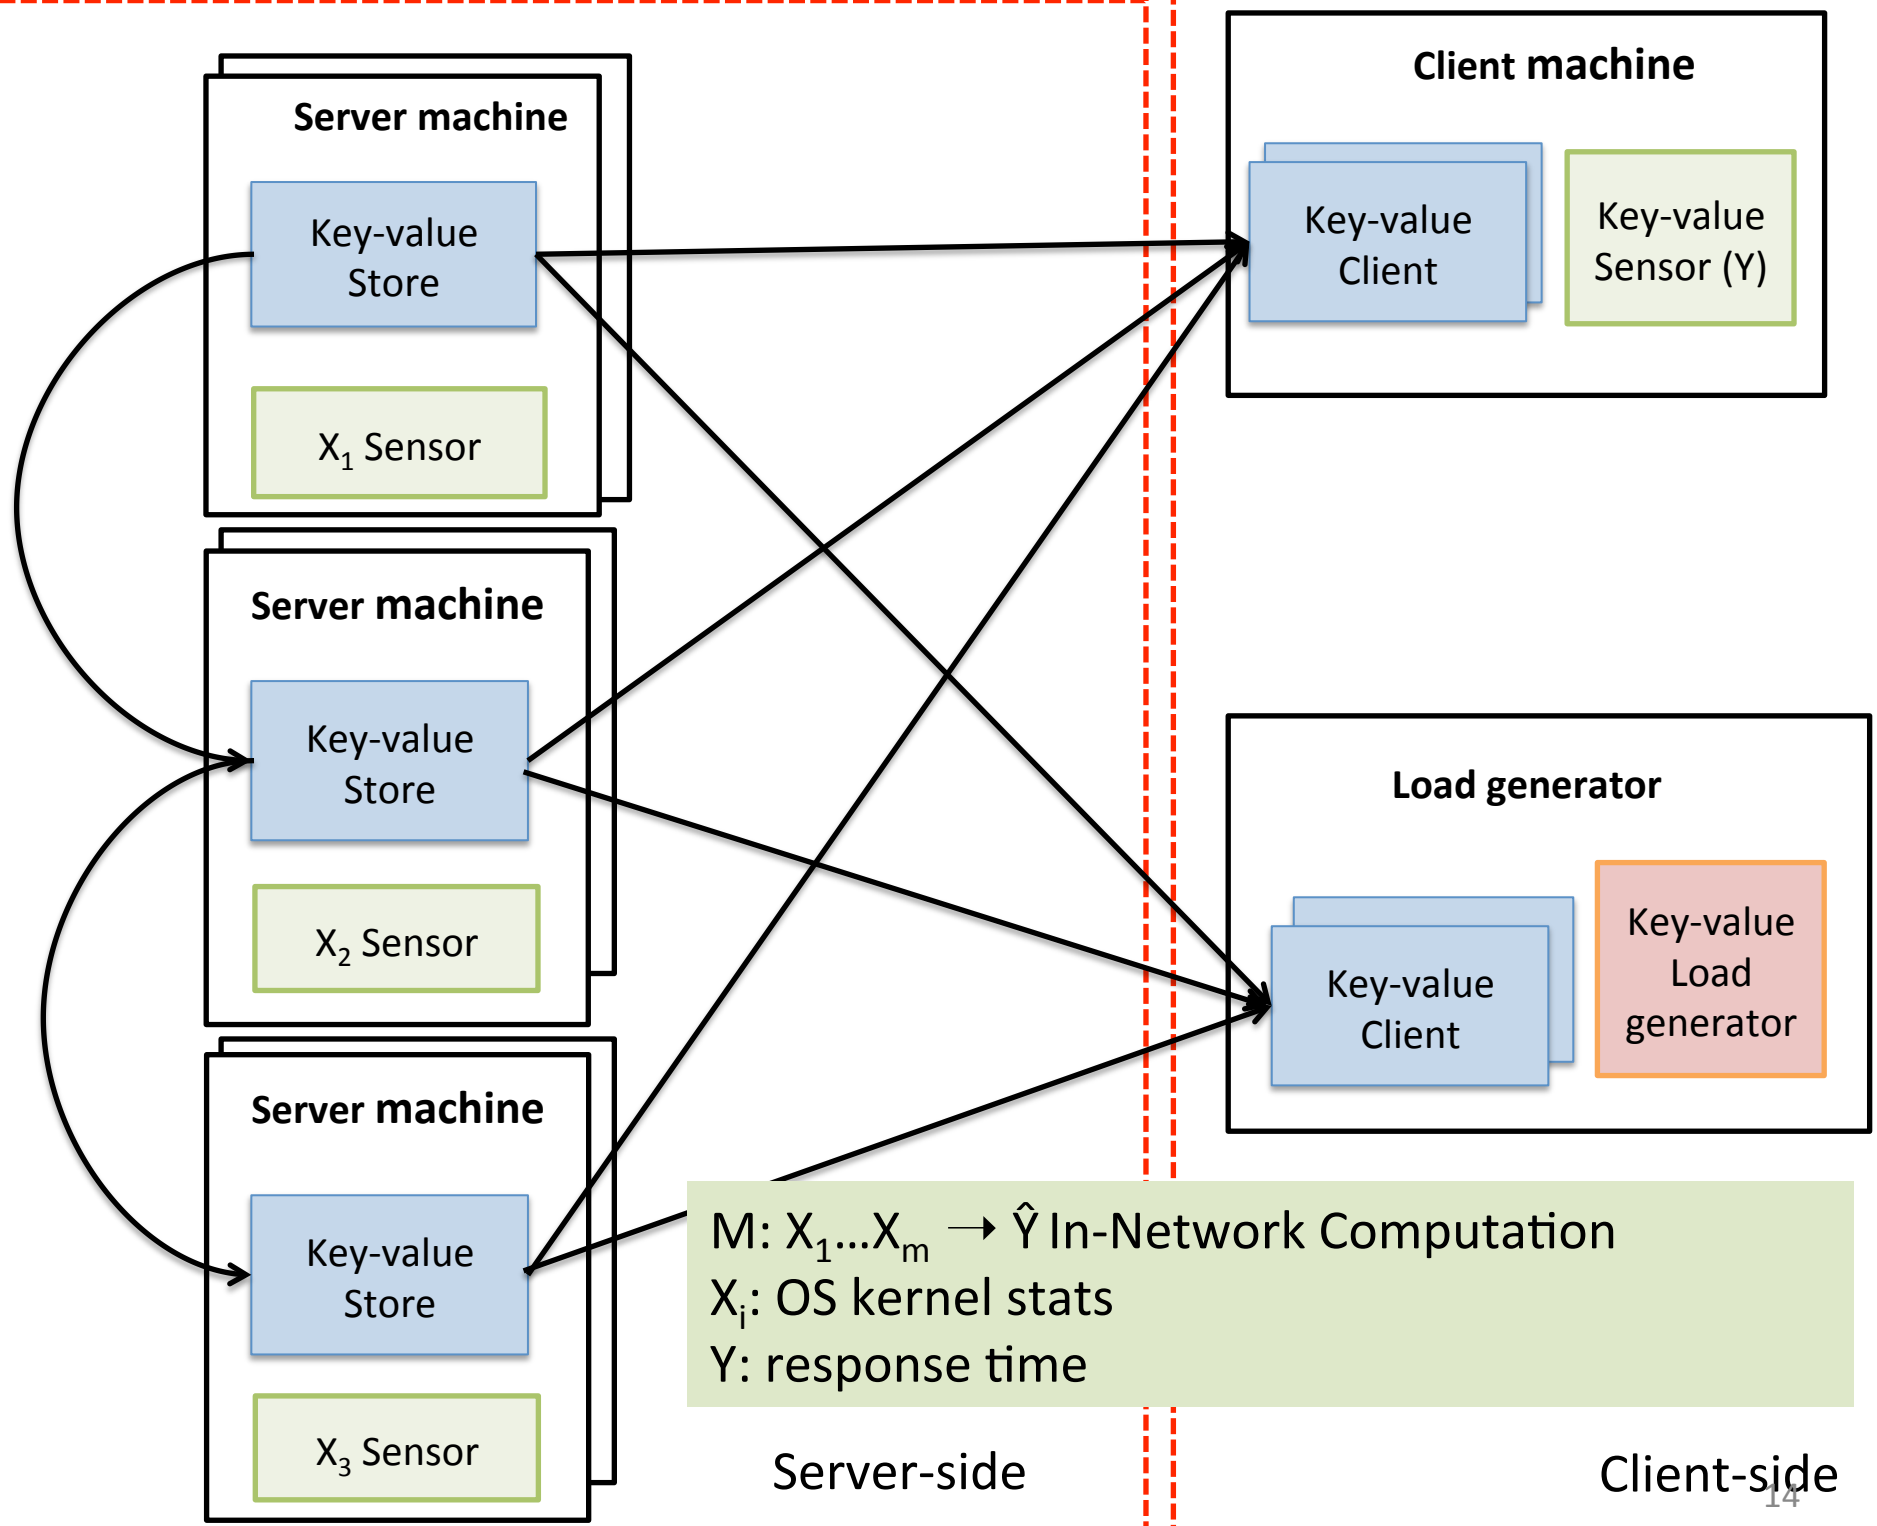 Server machine
Key-value
Store
X₁ Sensor
Server machine
Key-value
Store
X₂ Sensor
Server machine
Key-value
Store
X₃ Sensor
Client machine
Key-value
Client
Key-value
Sensor (Y)
Load generator
Key-value
Client
Key-value
Load
generator
M: X₁...Xₘ → Ŷ In-Network Computation
Xᵢ: OS kernel stats
Y: response time
Server-side
Client-side
14